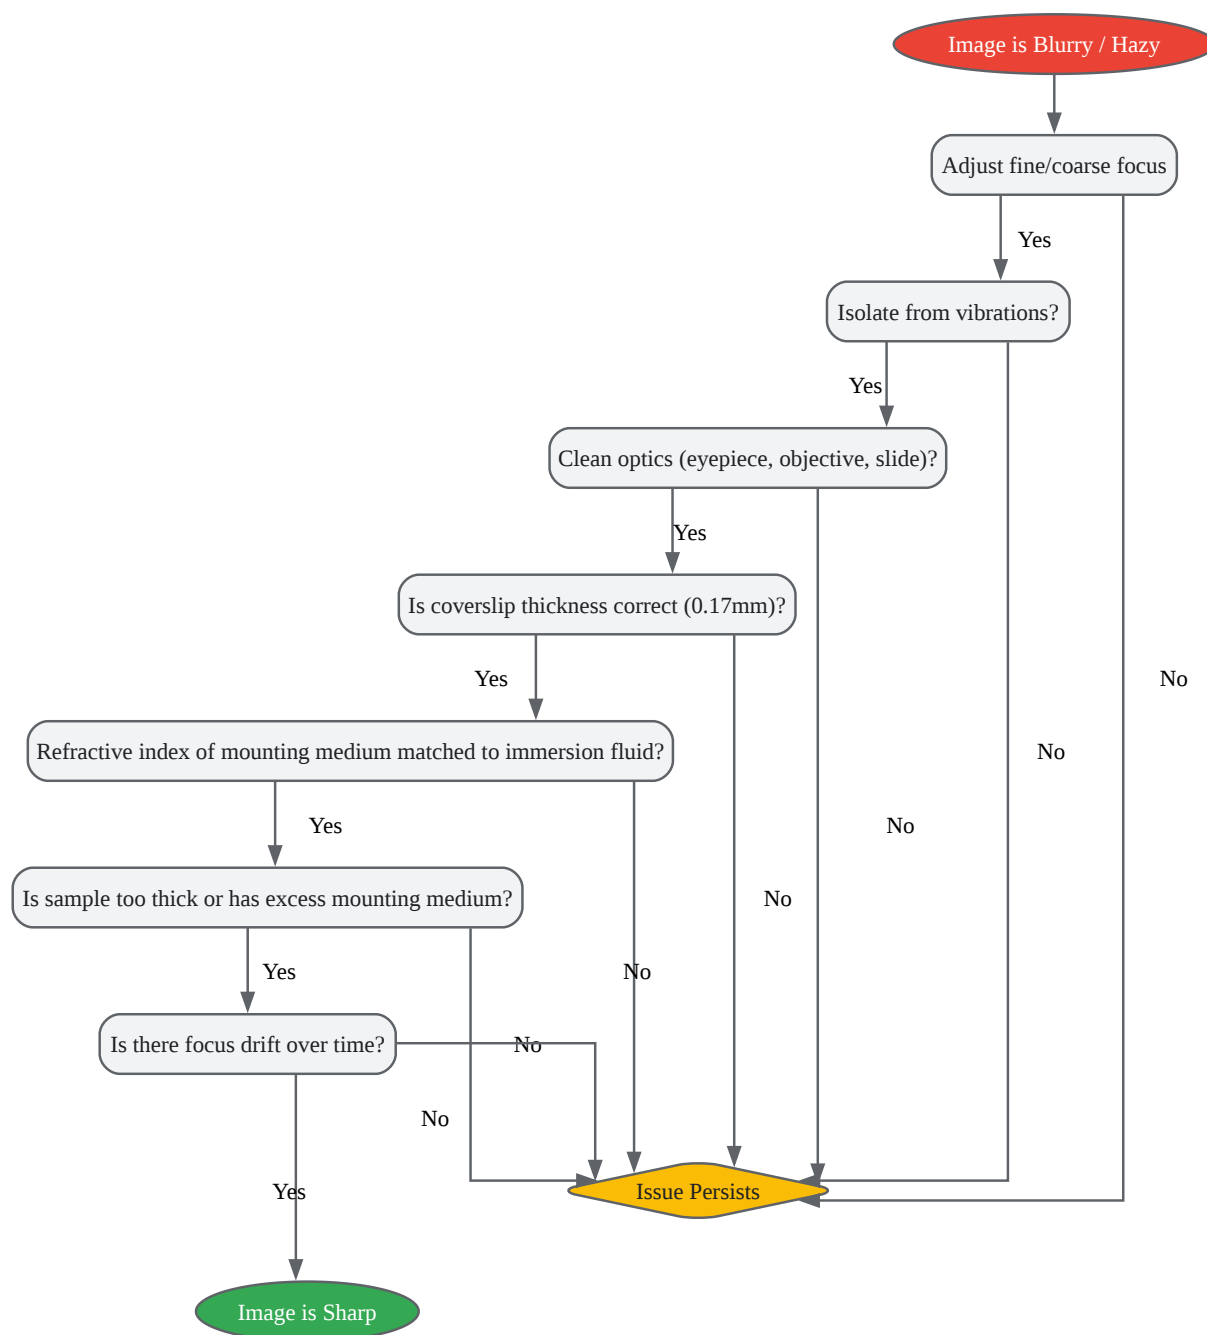 Image is Blurry / Hazy
Adjust fine/coarse focus
Yes
Isolate from vibrations?
Yes
Clean optics (eyepiece, objective, slide)?
Yes
Is coverslip thickness correct (0.17mm)?
Yes
No
Refractive index of mounting medium matched to immersion fluid?
No
Yes
No
Is sample too thick or has excess mounting medium?
No
Yes
No
Is there focus drift over time?
No
No
Issue Persists
Yes
Image is Sharp